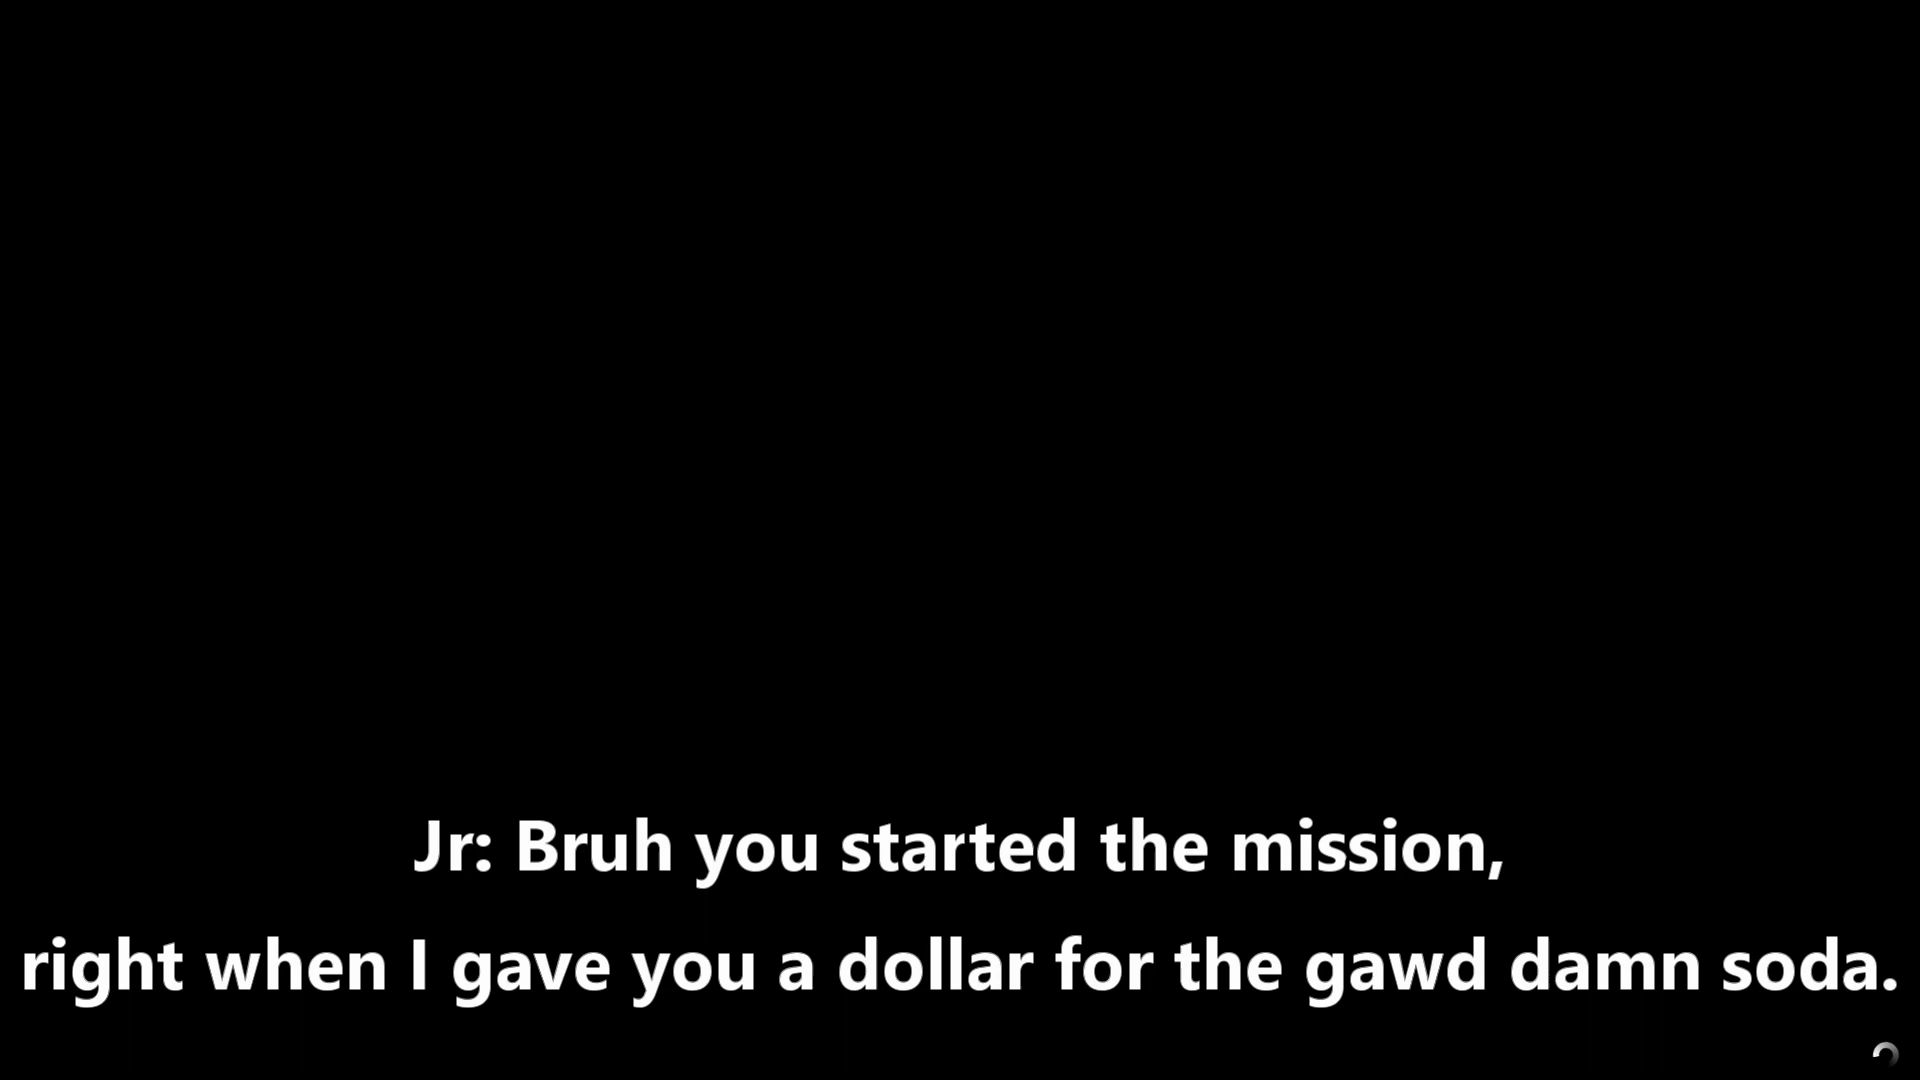 Jr: Bruh you started the mission,
right when I gave you a dollar for the gawd damn soda.